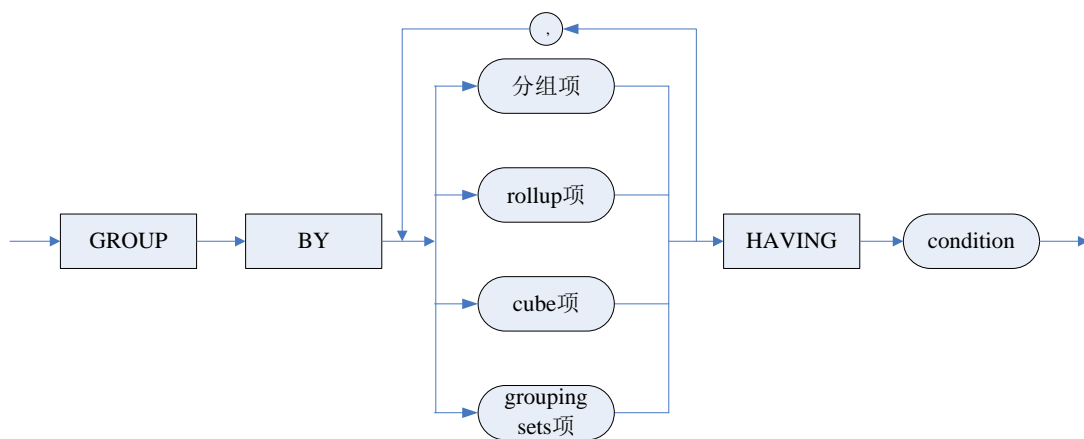 ,
分组项
rollup项
GROUP
BY
HAVING
condition
cube项
grouping
sets项